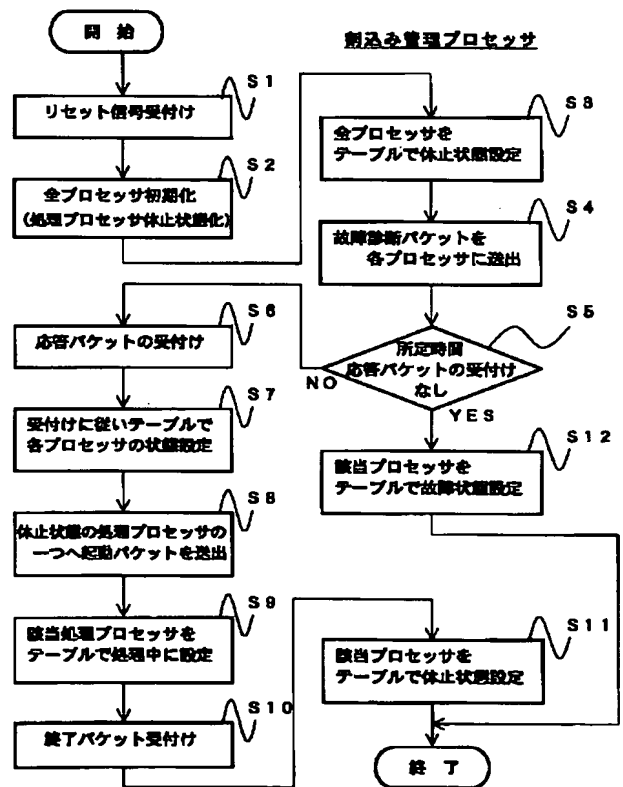 開 始
割込み管理プロセッサ
S1
リセット信号受付け
S2
全プロセッサ初期化
(処理プロセッサ休止状態化)
S3
全プロセッサを
テーブルで休止状態設定
S4
故障診断パケットを
各プロセッサに送出
S5
所定時間
応答パケットの受付け
なし
NO
YES
S6
応答パケットの受付け
S7
受付けに従いテーブルで
各プロセッサの状態設定
S8
休止状態の処理プロセッサの
一つへ起動パケットを送出
S9
該当処理プロセッサを
テーブルで処理中に設定
S10
終了パケット受付け
S11
該当プロセッサを
テーブルで休止状態設定
S12
該当プロセッサを
テーブルで故障状態設定
終 了